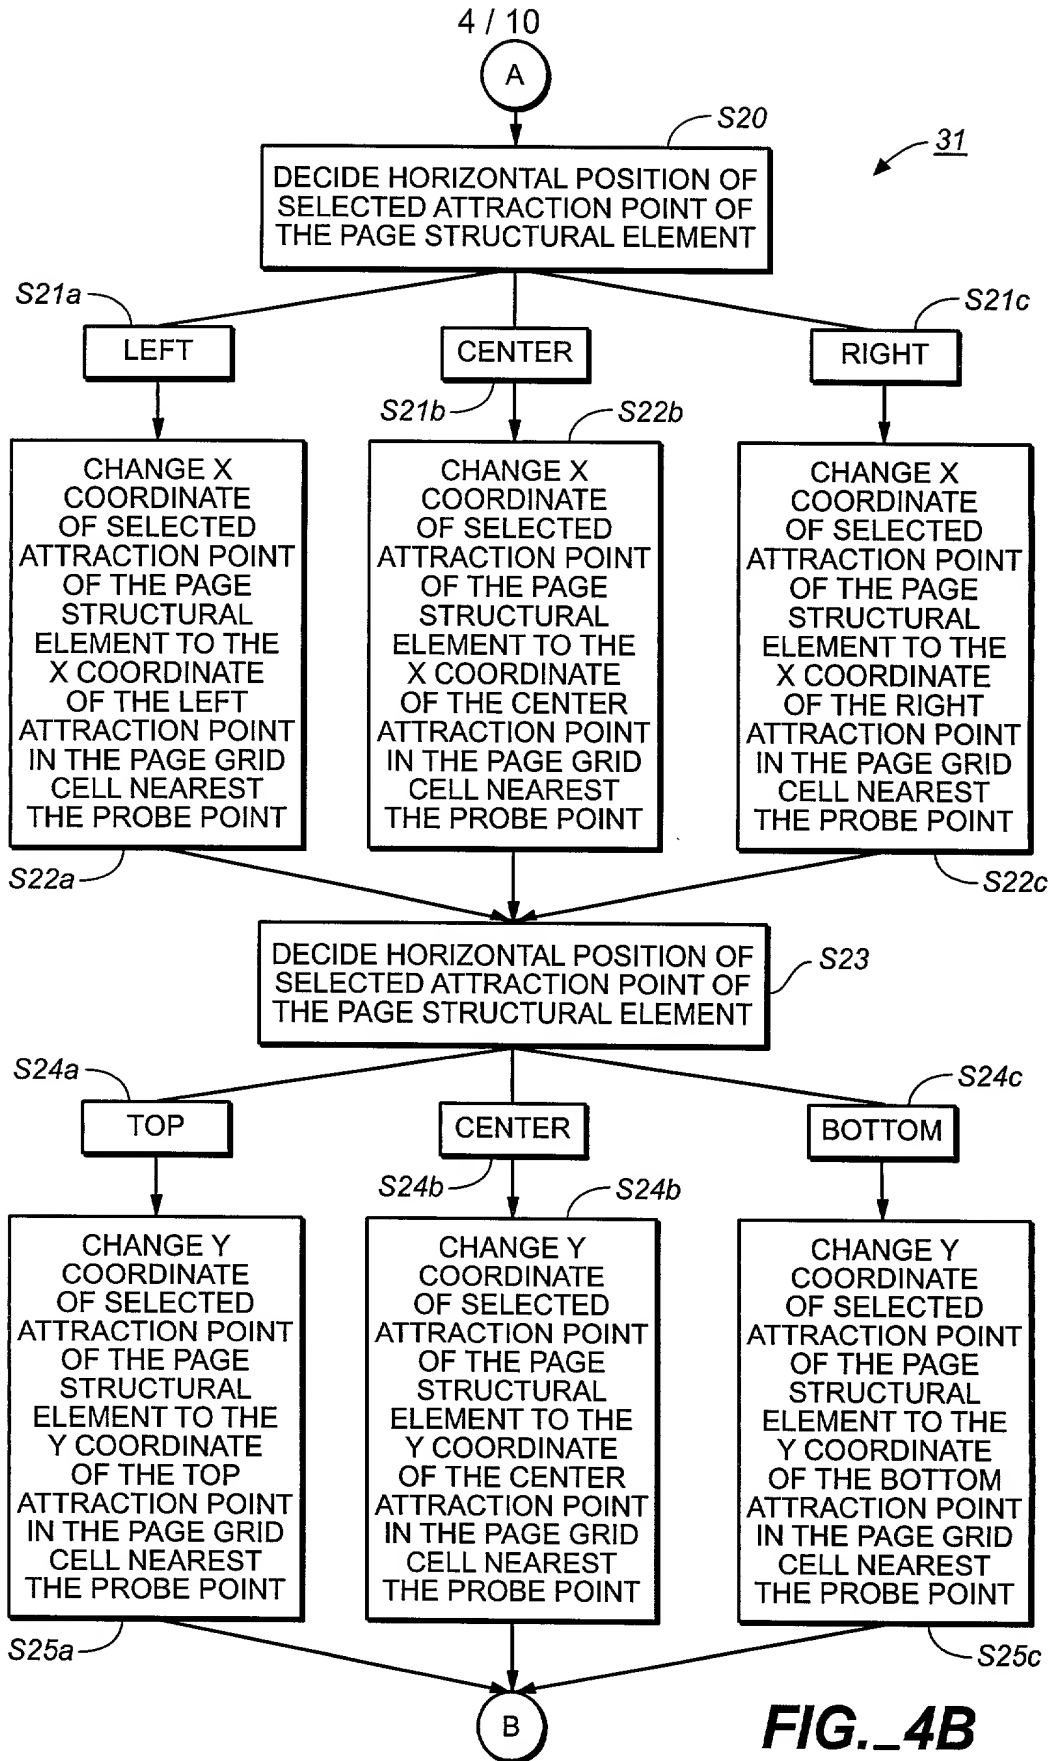 4 / 10
A
S20
31
DECIDE HORIZONTAL POSITION OF
SELECTED ATTRACTION POINT OF
THE PAGE STRUCTURAL ELEMENT
S21a
S21c
LEFT
CENTER
RIGHT
S21b
S22b
CHANGE X
COORDINATE
OF SELECTED
ATTRACTION POINT
OF THE PAGE
STRUCTURAL
ELEMENT TO THE
X COORDINATE
OF THE LEFT
ATTRACTION POINT
IN THE PAGE GRID
CELL NEAREST
THE PROBE POINT
CHANGE X
COORDINATE
OF SELECTED
ATTRACTION POINT
OF THE PAGE
STRUCTURAL
ELEMENT TO THE
X COORDINATE
OF THE CENTER
ATTRACTION POINT
IN THE PAGE GRID
CELL NEAREST
THE PROBE POINT
CHANGE X
COORDINATE
OF SELECTED
ATTRACTION POINT
OF THE PAGE
STRUCTURAL
ELEMENT TO THE
X COORDINATE
OF THE RIGHT
ATTRACTION POINT
IN THE PAGE GRID
CELL NEAREST
THE PROBE POINT
S22a
S22c
DECIDE HORIZONTAL POSITION OF
SELECTED ATTRACTION POINT OF
THE PAGE STRUCTURAL ELEMENT
S23
S24a
S24c
TOP
CENTER
BOTTOM
S24b
S24b
CHANGE Y
COORDINATE
OF SELECTED
ATTRACTION POINT
OF THE PAGE
STRUCTURAL
ELEMENT TO THE
Y COORDINATE
OF THE TOP
ATTRACTION POINT
IN THE PAGE GRID
CELL NEAREST
THE PROBE POINT
CHANGE Y
COORDINATE
OF SELECTED
ATTRACTION POINT
OF THE PAGE
STRUCTURAL
ELEMENT TO THE
Y COORDINATE
OF THE CENTER
ATTRACTION POINT
IN THE PAGE GRID
CELL NEAREST
THE PROBE POINT
CHANGE Y
COORDINATE
OF SELECTED
ATTRACTION POINT
OF THE PAGE
STRUCTURAL
ELEMENT TO THE
Y COORDINATE
OF THE BOTTOM
ATTRACTION POINT
IN THE PAGE GRID
CELL NEAREST
THE PROBE POINT
S25a
S25c
B
FIG._4B